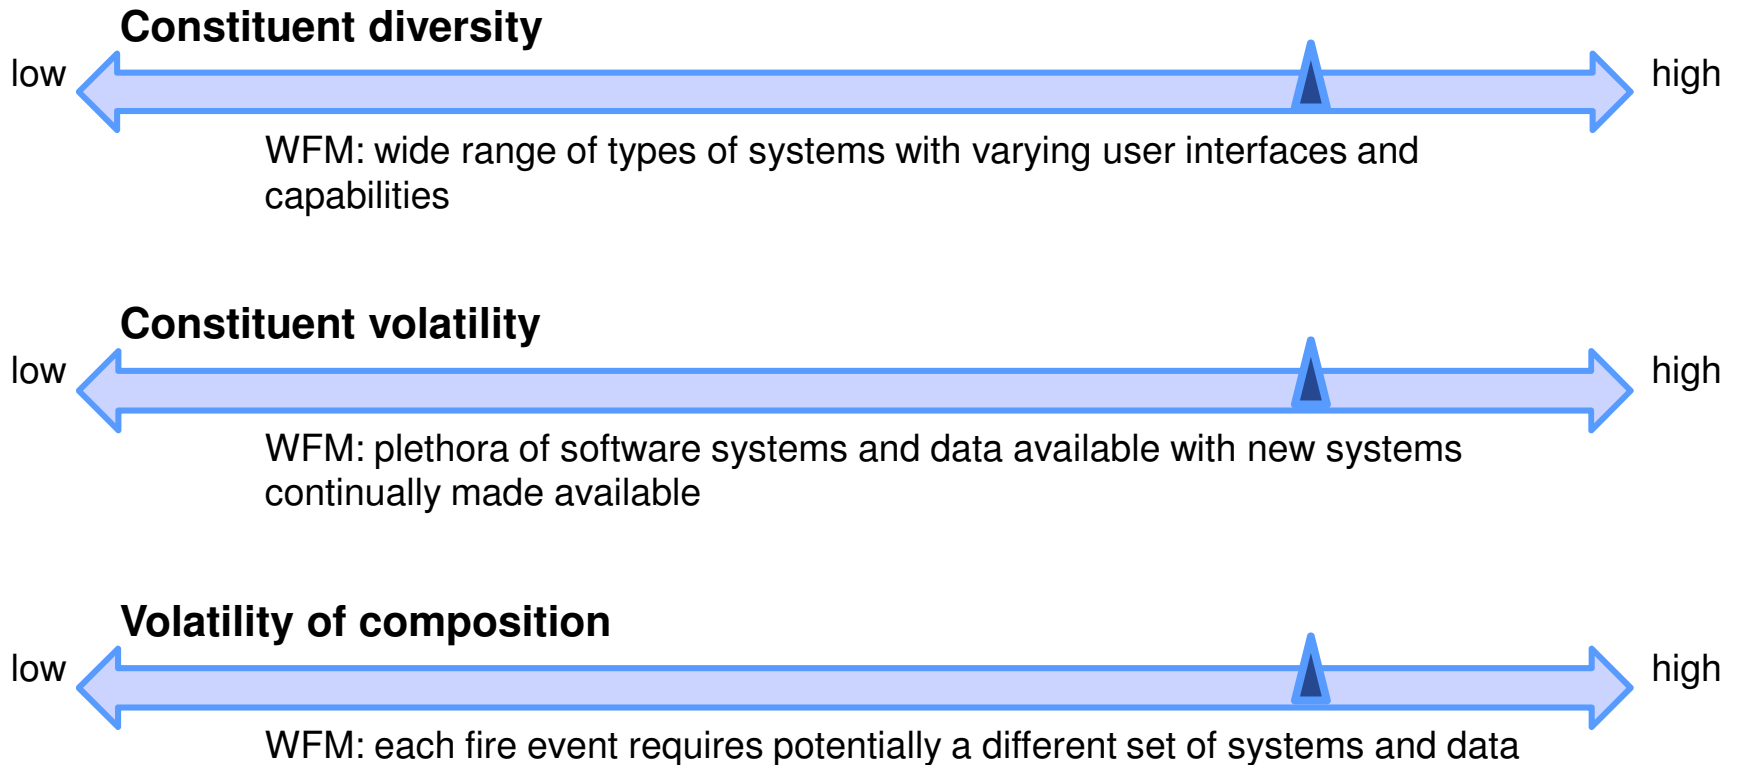 Constituent diversity
low
high
WFM: wide range of types of systems with varying user interfaces and
capabilities
Constituent volatility
low
high
WFM: plethora of software systems and data available with new systems
continually made available
Volatility of composition
low
high
WFM: each fire event requires potentially a different set of systems and data